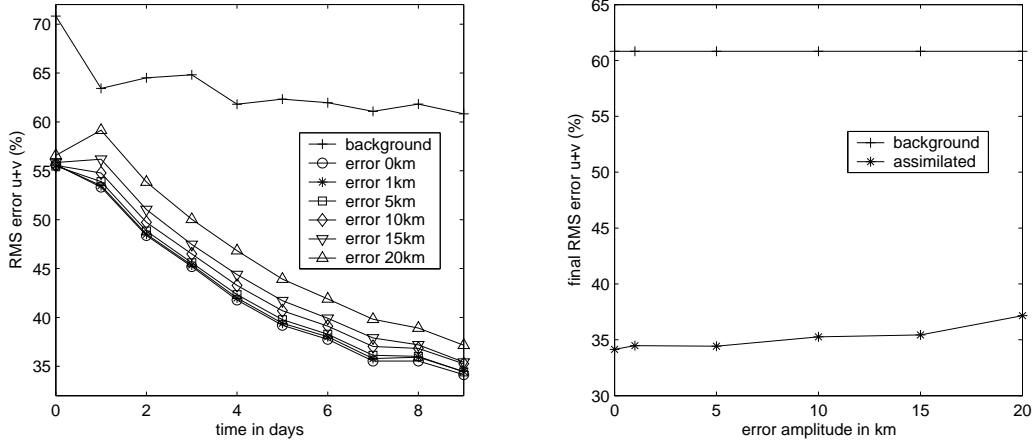 70
65
60
55
50
45
40
35
0
2
4
6
8
RMS error u+v (%)
time in days
background
error 0km
error 1km
error 5km
error 10km
error 15km
error 20km
65
60
55
50
45
40
35
30
0
5
10
15
20
final RMS error u+v (%)
error amplitude in km
background
assimilated